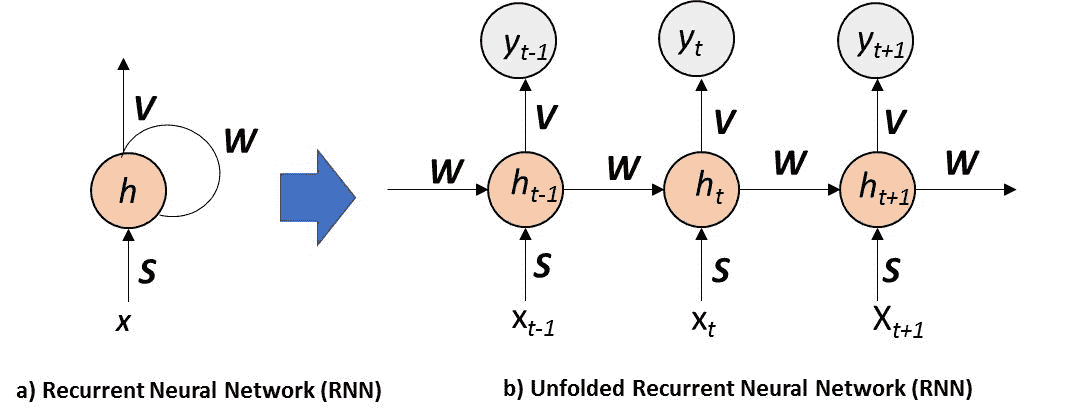 y_{t-1} y_t y_{t+1}
V V V V
W
W W W W
h h_{t-1} h_t h_{t+1}
S S S S
x x_{t-1} x_t X_{t+1}
a) Recurrent Neural Network (RNN)
b) Unfolded Recurrent Neural Network (RNN)